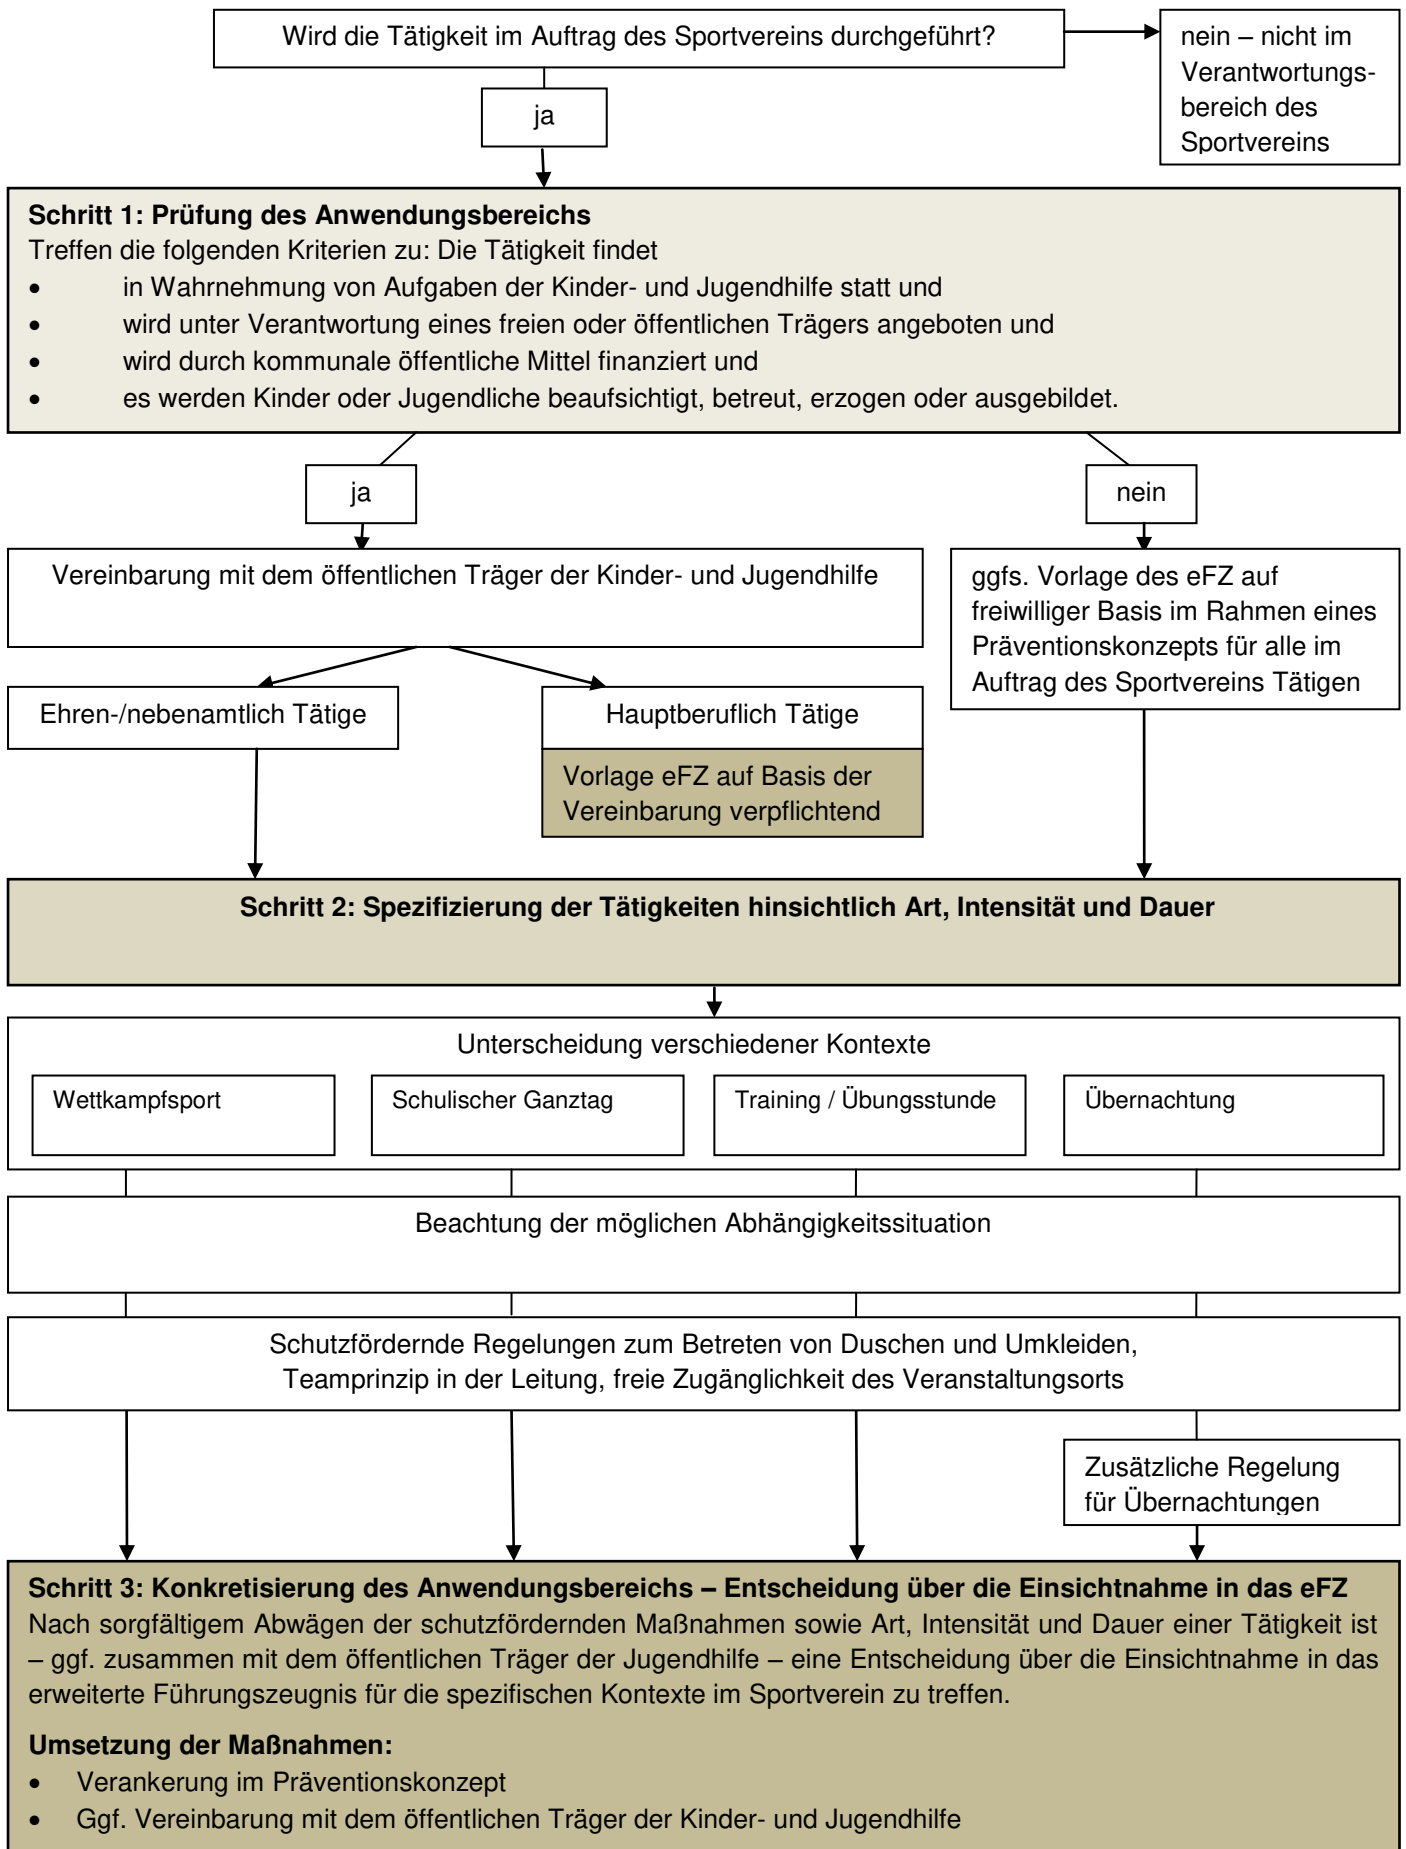 Wird die Tätigkeit im Auftrag des Sportvereins durchgeführt?
nein – nicht im
Verantwortungs-
bereich des
Sportvereins
ja
Schritt 1: Prüfung des Anwendungsbereichs
Treffen die folgenden Kriterien zu: Die Tätigkeit findet
• in Wahrnehmung von Aufgaben der Kinder- und Jugendhilfe statt und
• wird unter Verantwortung eines freien oder öffentlichen Trägers angeboten und
• wird durch kommunale öffentliche Mittel finanziert und
• es werden Kinder oder Jugendliche beaufsichtigt, betreut, erzogen oder ausgebildet.
ja
nein
Vereinbarung mit dem öffentlichen Träger der Kinder- und Jugendhilfe
ggfs. Vorlage des eFZ auf
freiwilliger Basis im Rahmen eines
Präventionskonzepts für alle im
Auftrag des Sportvereins Tätigen
Ehren-/nebenamtlich Tätige
Hauptberuflich Tätige
Vorlage eFZ auf Basis der
Vereinbarung verpflichtend
Schritt 2: Spezifizierung der Tätigkeiten hinsichtlich Art, Intensität und Dauer
Unterscheidung verschiedener Kontexte
Wettkampfsport
Schulischer Ganztag
Training / Übungsstunde
Übernachtung
Beachtung der möglichen Abhängigkeitssituation
Schutzfördernde Regelungen zum Betreten von Duschen und Umkleiden,
Teamprinzip in der Leitung, freie Zugänglichkeit des Veranstaltungsorts
Zusätzliche Regelung
für Übernachtungen
Schritt 3: Konkretisierung des Anwendungsbereichs – Entscheidung über die Einsichtnahme in das eFZ
Nach sorgfältigem Abwägen der schutzfördernden Maßnahmen sowie Art, Intensität und Dauer einer Tätigkeit ist
– ggf. zusammen mit dem öffentlichen Träger der Jugendhilfe – eine Entscheidung über die Einsichtnahme in das
erweiterte Führungszeugnis für die spezifischen Kontexte im Sportverein zu treffen.
Umsetzung der Maßnahmen:
• Verankerung im Präventionskonzept
• Ggf. Vereinbarung mit dem öffentlichen Träger der Kinder- und Jugendhilfe